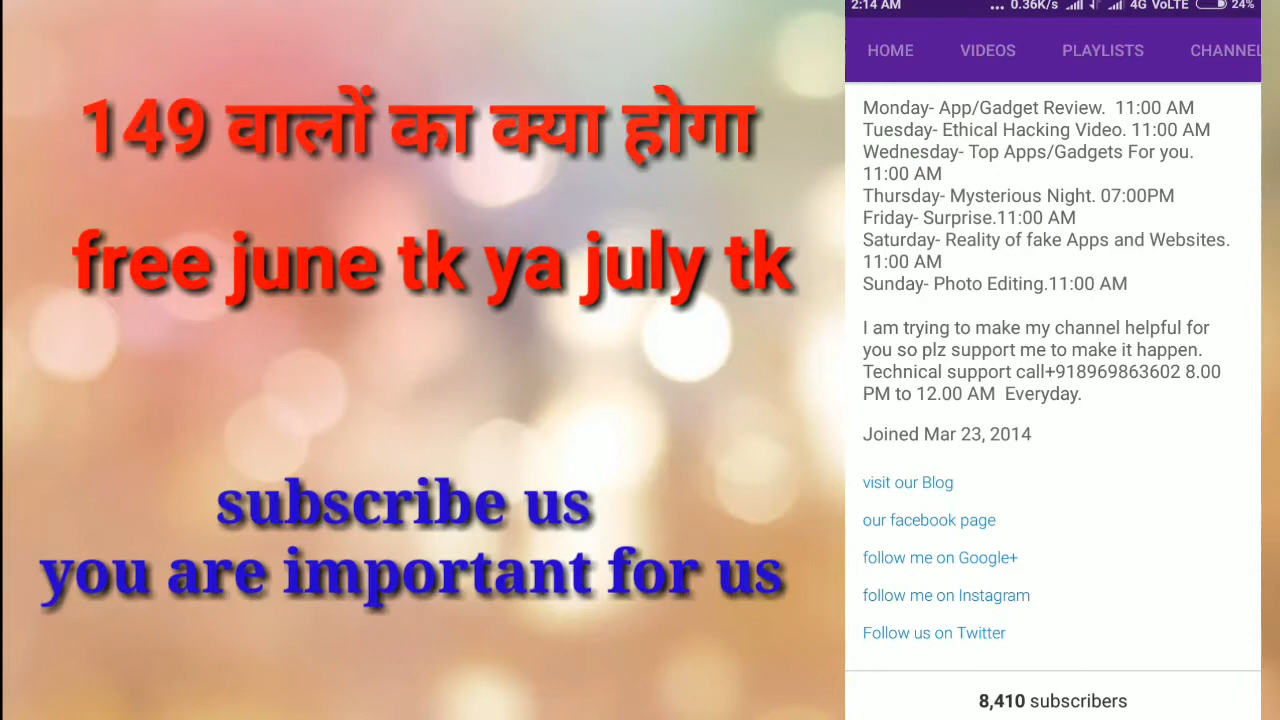 149 वालों का क्या होगा
free june tk ya july tk
subscribe us
you are important for us
2:14 AM ... 0.36K/s 4G VoLTE 24%
HOME VIDEOS PLAYLISTS CHANNEL
Monday- App/Gadget Review. 11:00 AM
Tuesday- Ethical Hacking Video. 11:00 AM
Wednesday- Top Apps/Gadgets For you.
11:00 AM
Thursday- Mysterious Night. 07:00PM
Friday- Surprise.11:00 AM
Saturday- Reality of fake Apps and Websites.
11:00 AM
Sunday- Photo Editing.11:00 AM
I am trying to make my channel helpful for
you so plz support me to make it happen.
Technical support call+918969863602 8.00
PM to 12.00 AM Everyday.
Joined Mar 23, 2014
visit our Blog
our facebook page
follow me on Google+
follow me on Instagram
Follow us on Twitter
8,410 subscribers